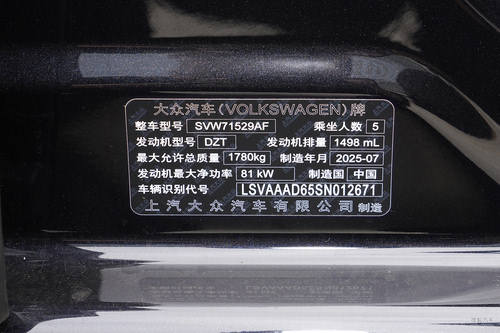 大众汽车(VOLKSWAGEN)牌
整车型号 SVW71529AF 乘坐人数 5
发动机型号 DZT 发动机排量 1498 mL
最大允许总质量 1780kg 制造年月 2025-07
发动机最大净功率 81 kW 制造国 中国
车辆识别代号 LSVAAAD65SN012671
上汽大众汽车有限公司 制造